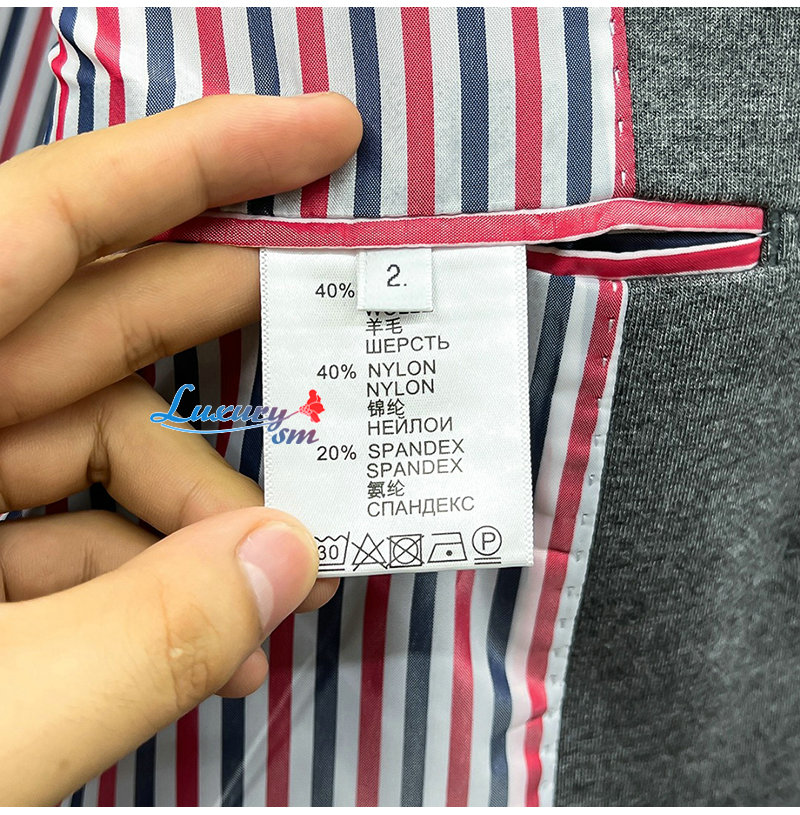 2.
40%
羊毛
ШЕРСТЬ
40% NYLON
NYLON
锦纶
НЕЙЛОИ
20% SPANDEX
SPANDEX
氨纶
СПАНДЕКС
30 P
Luxury
sm